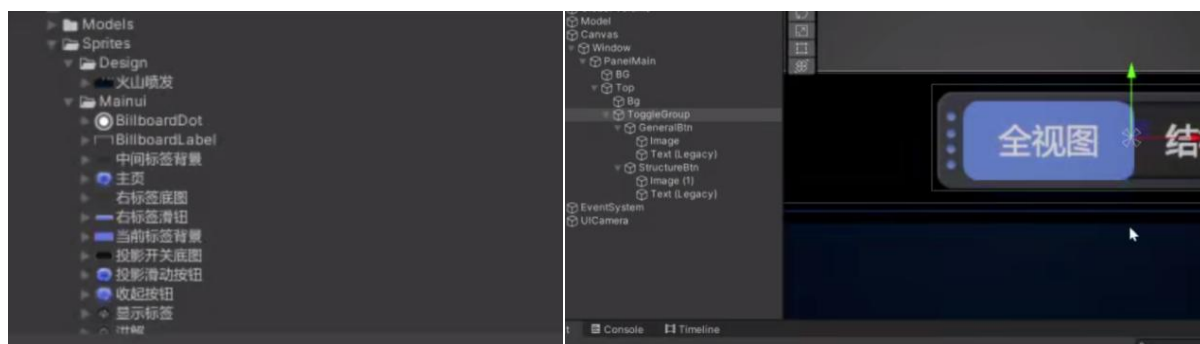 Models
Sprites
Design
火山喷发
Mainui
BillboardDot
BillboardLabel
中间标签背景
主页
右标签底图
右标签滑钮
当前标签背景
投影开关底图
投影滑动按钮
收起按钮
显示标签
Model
Canvas
Window
PanelMain
BG
Top
Bg
ToggleGroup
GeneralBtn
Image
Text (Legacy)
StructureBtn
Image (1)
Text (Legacy)
EventSystem
UICamera
全视图 结
Console Timeline